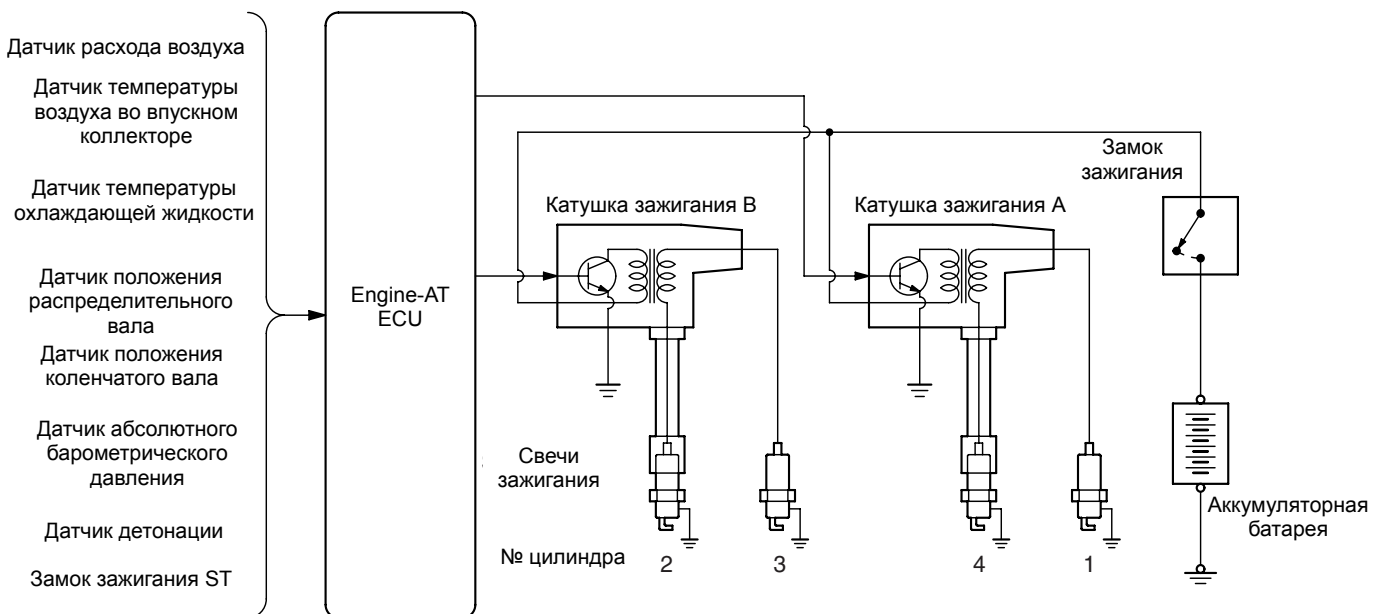 Датчик расхода воздуха
Датчик температуры
воздуха во впускном
коллекторе
Датчик температуры
охлаждающей жидкости
Датчик положения
распределительного
вала
Датчик положения
коленчатого вала
Датчик абсолютного
барометрического
давления
Датчик детонации
Замок зажигания ST
Engine-AT
ECU
Катушка зажигания B
Катушка зажигания A
Замок
зажигания
Свечи
зажигания
Аккумуляторная
батарея
№ цилиндра
2
3
4
1